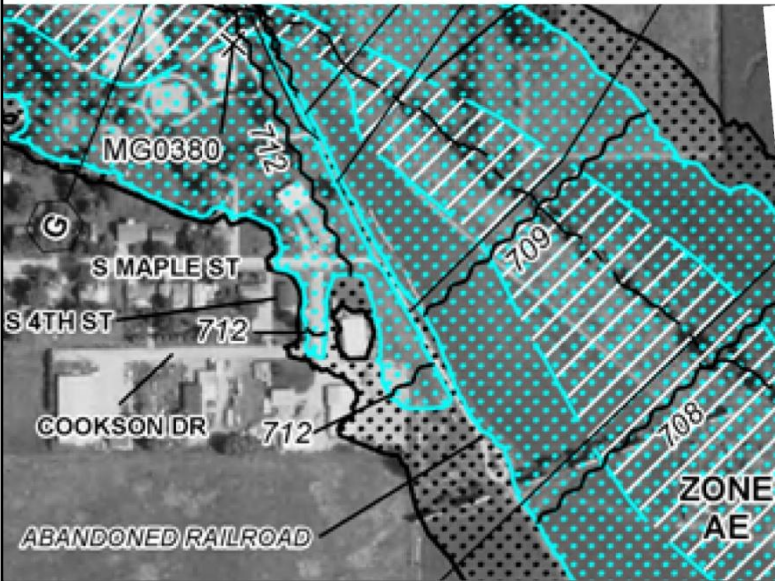 MG0380
712
G
709
S MAPLE ST
S 4TH ST
712
COOKSON DR
712
708
ZONE
AE
ABANDONED RAILROAD